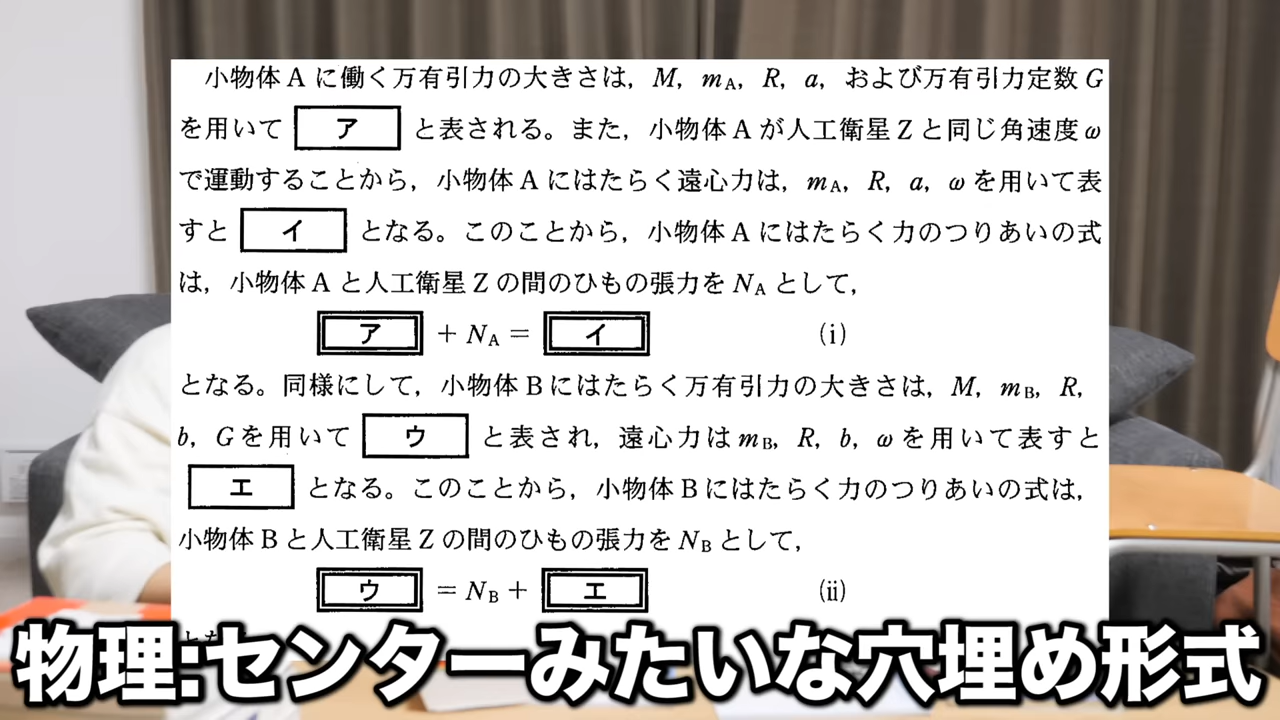 小物体Aに働く万有引力の大きさは，M，mA，R，a，および万有引力定数G
を用いて ア と表される。また，小物体Aが人工衛星Zと同じ角速度ω
で運動することから，小物体Aにはたらく遠心力は，mA，R，a，ωを用いて表
すと イ となる。このことから，小物体Aにはたらく力のつりあいの式
は，小物体Aと人工衛星Zの間のひもの張力をNAとして，
ア + NA = イ (i)
となる。同様にして，小物体Bにはたらく万有引力の大きさは，M，mB，R，
b，Gを用いて ウ と表され，遠心力はmB，R，b，ωを用いて表すと
エ となる。このことから，小物体Bにはたらく力のつりあいの式は，
小物体Bと人工衛星Zの間のひもの張力をNBとして，
ウ = NB + エ (ii)
物理:センターみたいな穴埋め形式